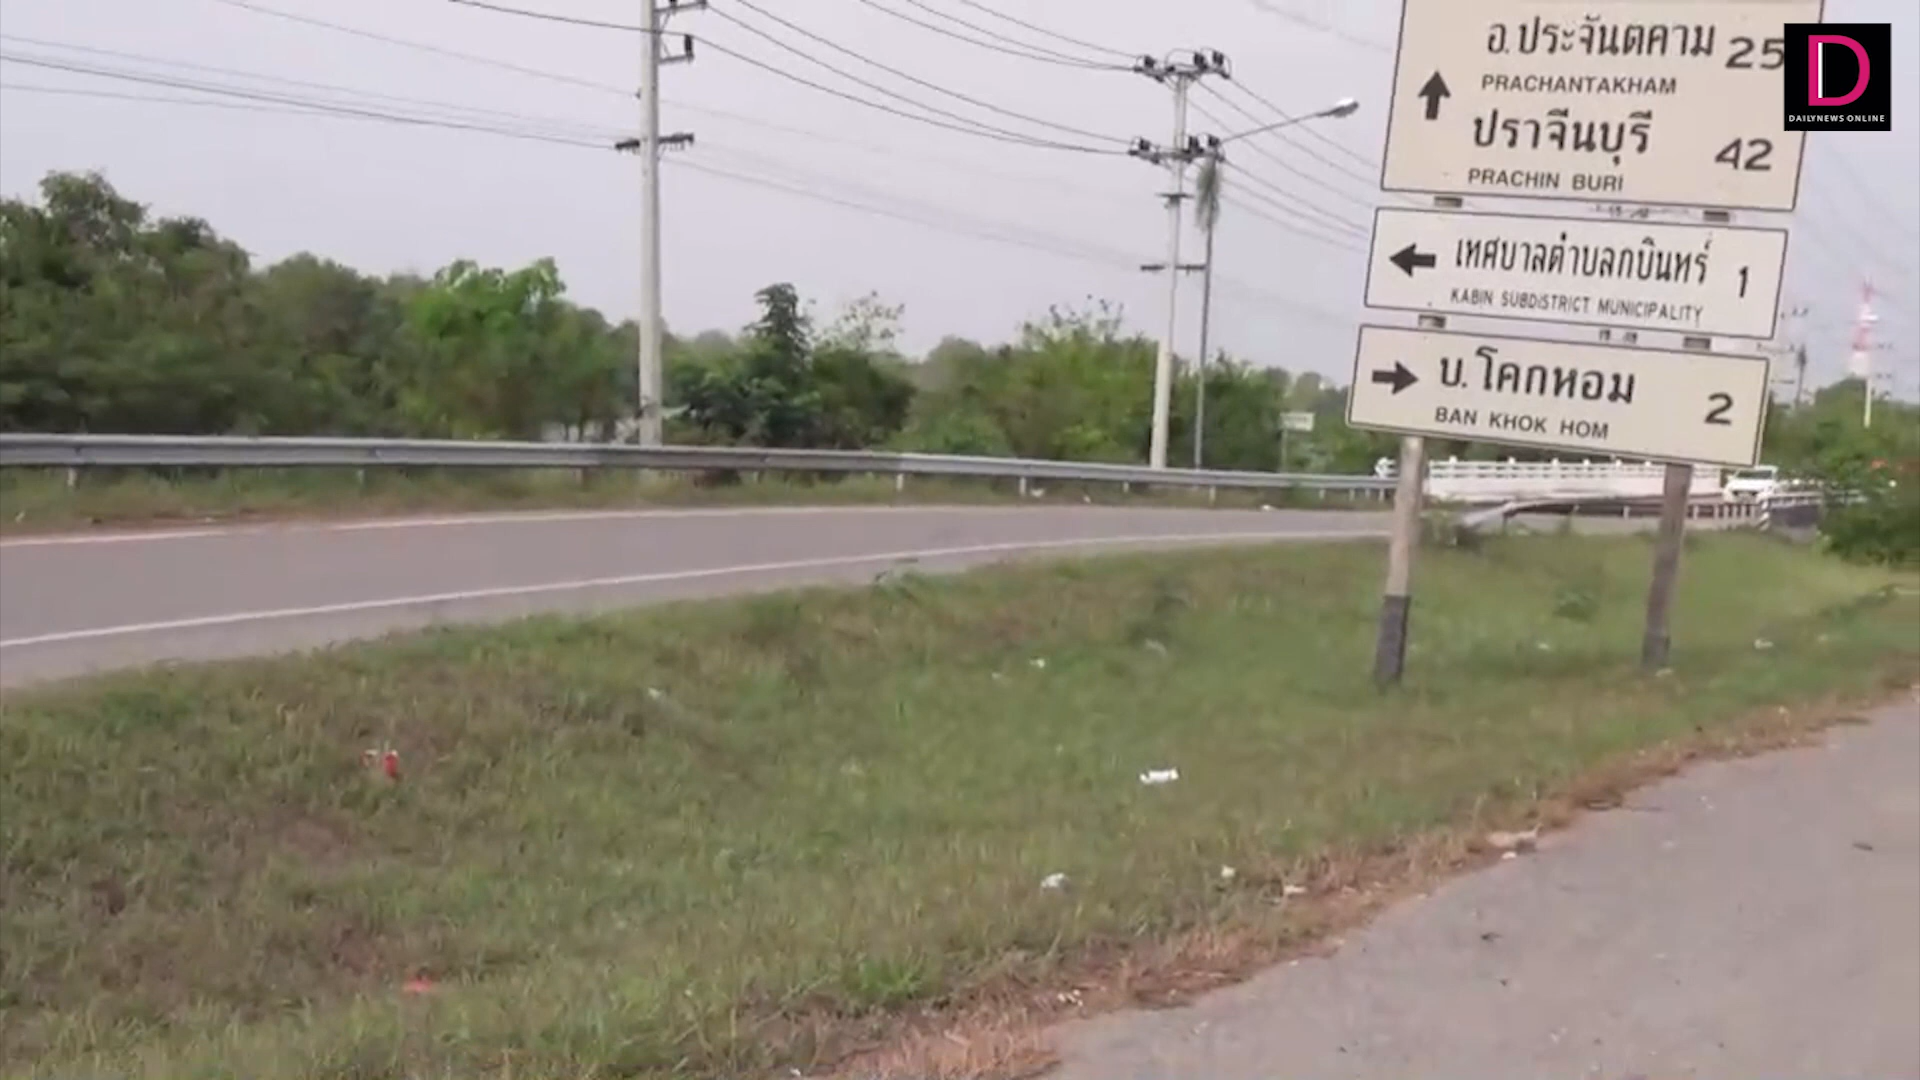 อ.ประจันตคาม 25
PRACHANTAKHAM
ปราจีนบุรี 42
PRACHIN BURI
เทศบาลตำบลกบินทร์ 1
KABIN SUBDISTRICT MUNICIPALITY
บ.โคกหอม 2
BAN KHOK HOM
D
DAILYNEWS ONLINE